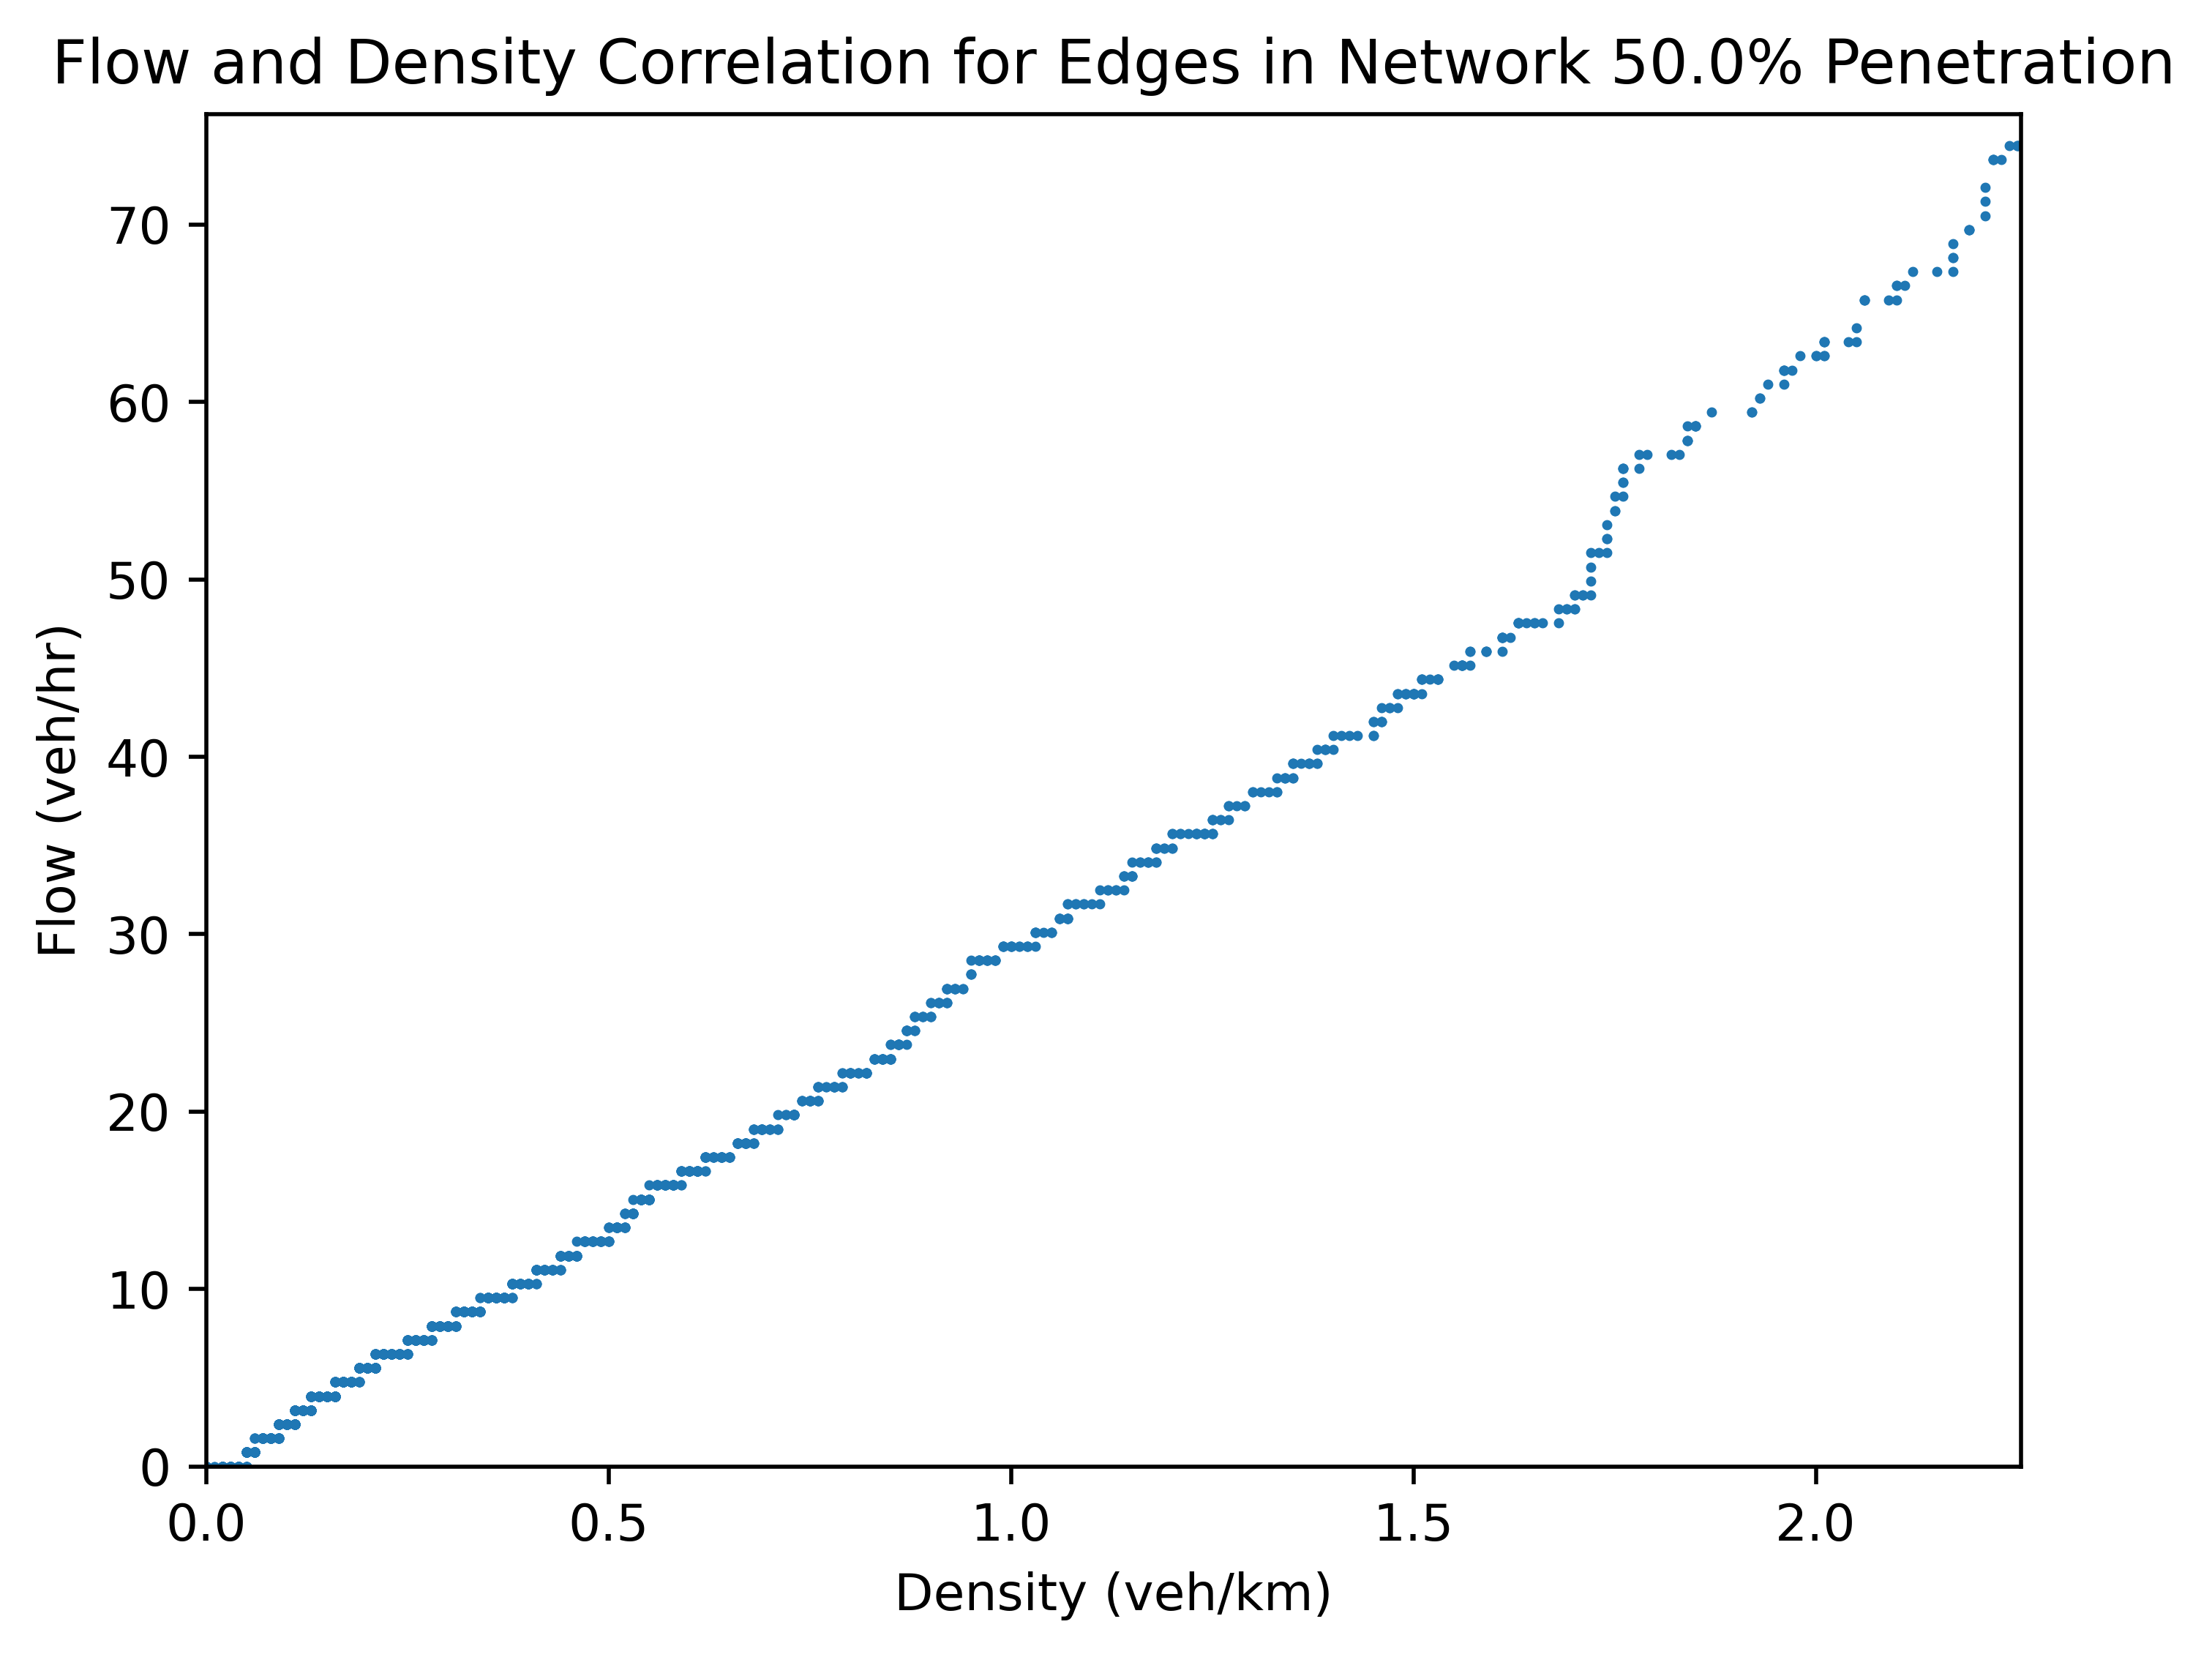 Flow and Density Correlation for Edges in Network 50.0% Penetration
Flow (veh/hr)
70
60
50
40
30
20
10
0
0.0 0.5 1.0 1.5 2.0
Density (veh/km)